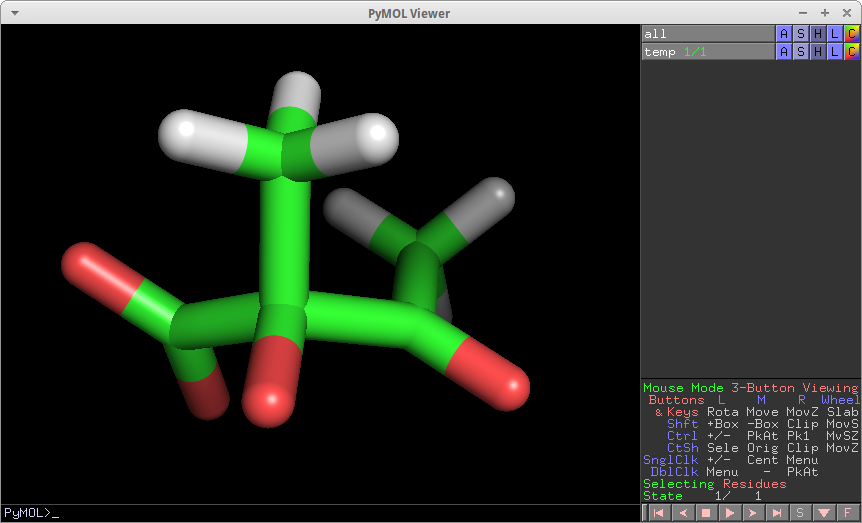 PyMOL Viewer
all A S H L C
temp 1/1 A S H L C
Mouse Mode 3-Button Viewing
Buttons L M R Wheel
& Keys Rota Move MovZ Slab
Shft +Box -Box Clip MovS
Ctrl +/- PkAt Pk1 MvSZ
CtSh Sele Orig Clip MovZ
SnglClk +/- Cent Menu
DblClk Menu - PkAt
Selecting Residues
State 1/ 1
PyMOL>_ S F